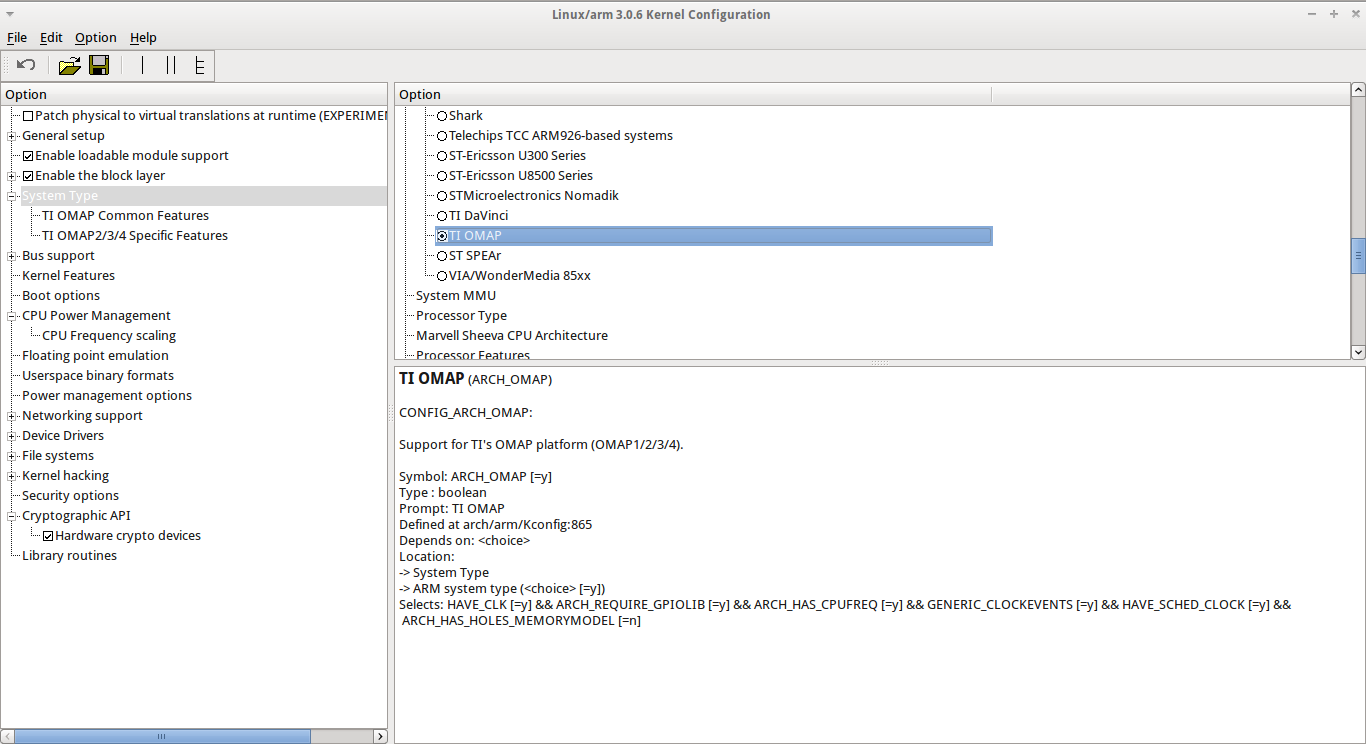 Linux/arm 3.0.6 Kernel Configuration
File Edit Option Help
Option
Patch physical to virtual translations at runtime (EXPERIMEN
General setup
Enable loadable module support
Enable the block layer
System Type
TI OMAP Common Features
TI OMAP2/3/4 Specific Features
Bus support
Kernel Features
Boot options
CPU Power Management
CPU Frequency scaling
Floating point emulation
Userspace binary formats
Power management options
Networking support
Device Drivers
File systems
Kernel hacking
Security options
Cryptographic API
Hardware crypto devices
Library routines
Option
Shark
Telechips TCC ARM926-based systems
ST-Ericsson U300 Series
ST-Ericsson U8500 Series
STMicroelectronics Nomadik
TI DaVinci
TI OMAP
ST SPEAr
VIA/WonderMedia 85xx
System MMU
Processor Type
Marvell Sheeva CPU Architecture
Processor Features
TI OMAP (ARCH_OMAP)
CONFIG_ARCH_OMAP:
Support for TI's OMAP platform (OMAP1/2/3/4).
Symbol: ARCH_OMAP [=y]
Type : boolean
Prompt: TI OMAP
Defined at arch/arm/Kconfig:865
Depends on: <choice>
Location:
-> System Type
-> ARM system type (<choice> [=y])
Selects: HAVE_CLK [=y] && ARCH_REQUIRE_GPIOLIB [=y] && ARCH_HAS_CPUFREQ [=y] && GENERIC_CLOCKEVENTS [=y] && HAVE_SCHED_CLOCK [=y] &&
ARCH_HAS_HOLES_MEMORYMODEL [=n]